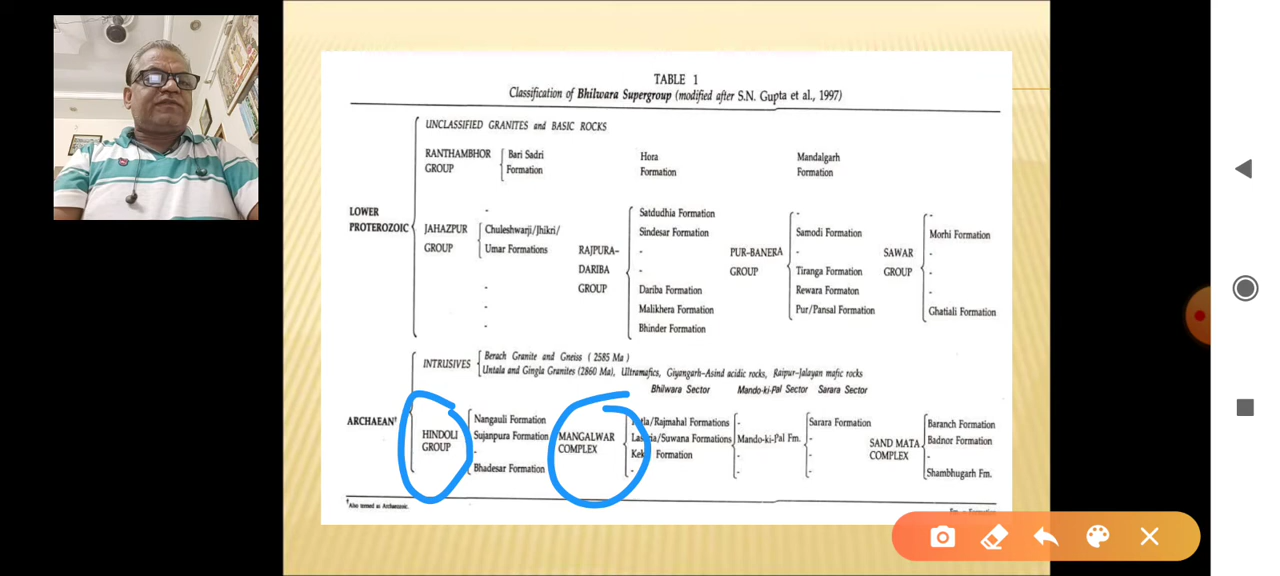 TABLE 1
Classification of Bhilwara Supergroup (modified after S.N. Gupta et al., 1997)
UNCLASSIFIED GRANITES and BASIC ROCKS
RANTHAMBHOR GROUP
Bari Sadri Formation
Hora Formation
Mandalgarh Formation
LOWER PROTEROZOIC
JAHAZPUR GROUP
-
Chuleshwarji/Jhikri/
Umar Formations
-
-
-
RAJPURA-DARIBA GROUP
Satdudhia Formation
Sindesar Formation
-
-
Dariba Formation
Malikhera Formation
Bhinder Formation
PUR-BANERA GROUP
-
Samodi Formation
-
Tiranga Formation
Rewara Formaton
Pur/Pansal Formation
SAWAR GROUP
-
Morhi Formation
-
-
-
Ghatiali Formation
INTRUSIVES
Berach Granite and Gneiss (2585 Ma)
Untala and Gingla Granites (2860 Ma), Ultramafics, Giyangarh-Asind acidic rocks, Raipur-Jalayan mafic rocks
Bhilwara Sector Mando-ki-Pal Sector Sarara Sector
ARCHAEAN†
HINDOLI GROUP
Nangauli Formation
Sujanpura Formation
-
Bhadesar Formation
MANGALWAR COMPLEX
/Rajmahal Formations
/Suwana Formations
Formation
-
-
Mando-ki-Pal Fm.
-
-
Sarara Formation
-
-
-
SAND MATA COMPLEX
Baranch Formation
Badnor Formation
-
Shambhugarh Fm.
†Also termed as Archaeozoic.